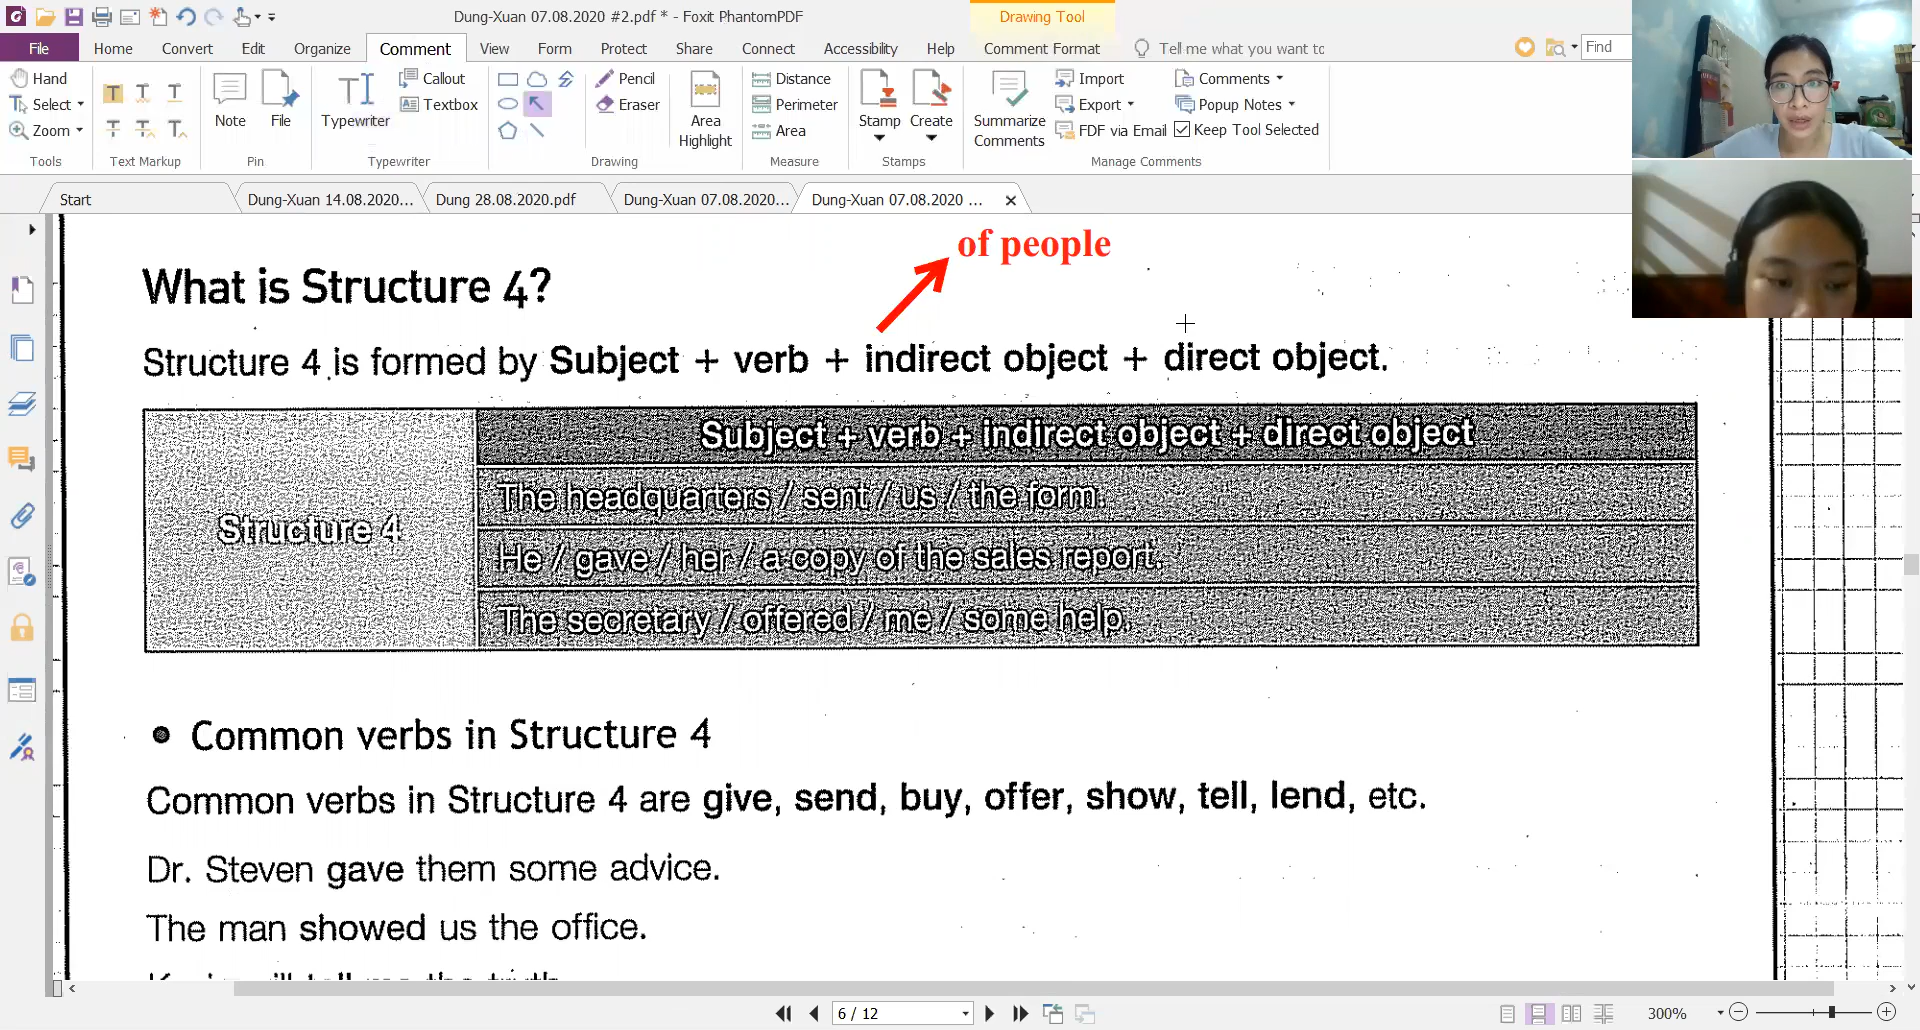 Dung-Xuan 07.08.2020 #2.pdf * - Foxit PhantomPDF
Drawing Tool
File Home Convert Edit Organize Comment View Form Protect Share Connect Accessibility Help Comment Format Tell me what you want to Find
Hand
Select
Zoom
Tools
Text Markup
Note
File
Pin
Typewriter
Callout
Textbox
Typewriter
Pencil
Eraser
Drawing
Area Highlight
Distance
Perimeter
Area
Measure
Stamp
Create
Stamps
Summarize Comments
Import
Export
FDF via Email
Comments
Popup Notes
Keep Tool Selected
Manage Comments
Start
Dung-Xuan 14.08.2020...
Dung 28.08.2020.pdf
Dung-Xuan 07.08.2020...
Dung-Xuan 07.08.2020 ...
of people
What is Structure 4?
Structure 4 is formed by Subject + verb + indirect object + direct object.
Structure 4
Subject + verb + indirect object + direct object
The headquarters / sent / us / the form.
He / gave / her / a copy of the sales report.
The secretary / offered / me / some help.
• Common verbs in Structure 4
Common verbs in Structure 4 are give, send, buy, offer, show, tell, lend, etc.
Dr. Steven gave them some advice.
The man showed us the office.
6 / 12
300%